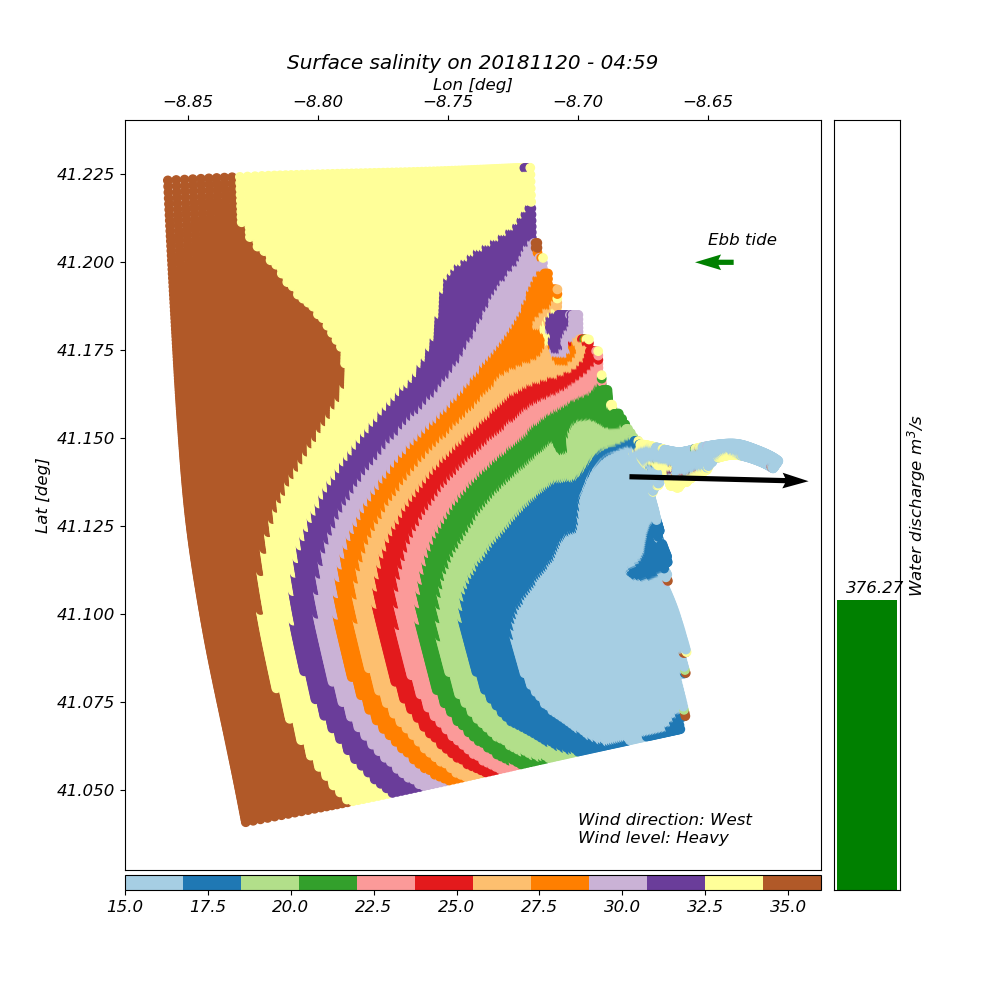 Surface salinity on 20181120 - 04:59
Lon [deg]
−8.85 −8.80 −8.75 −8.70 −8.65
41.225
41.200
41.175
41.150
41.125
41.100
41.075
41.050
Lat [deg]
Ebb tide
Wind direction: West
Wind level: Heavy
376.27
Water discharge m³/s
15.0 17.5 20.0 22.5 25.0 27.5 30.0 32.5 35.0